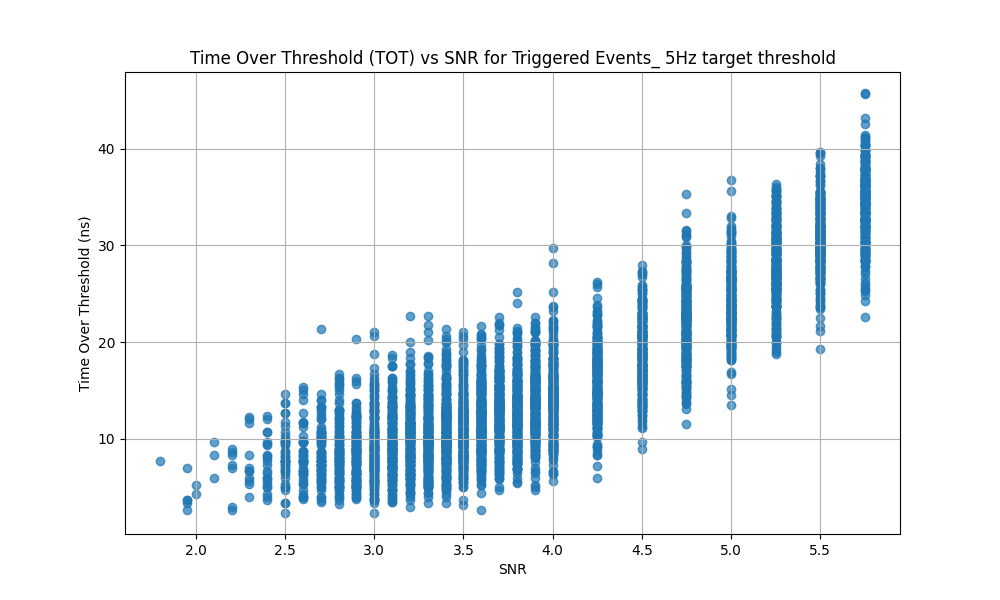 Time Over Threshold (TOT) vs SNR for Triggered Events_ 5Hz target threshold
Time Over Threshold (ns)
40
30
20
10
2.0 2.5 3.0 3.5 4.0 4.5 5.0 5.5
SNR